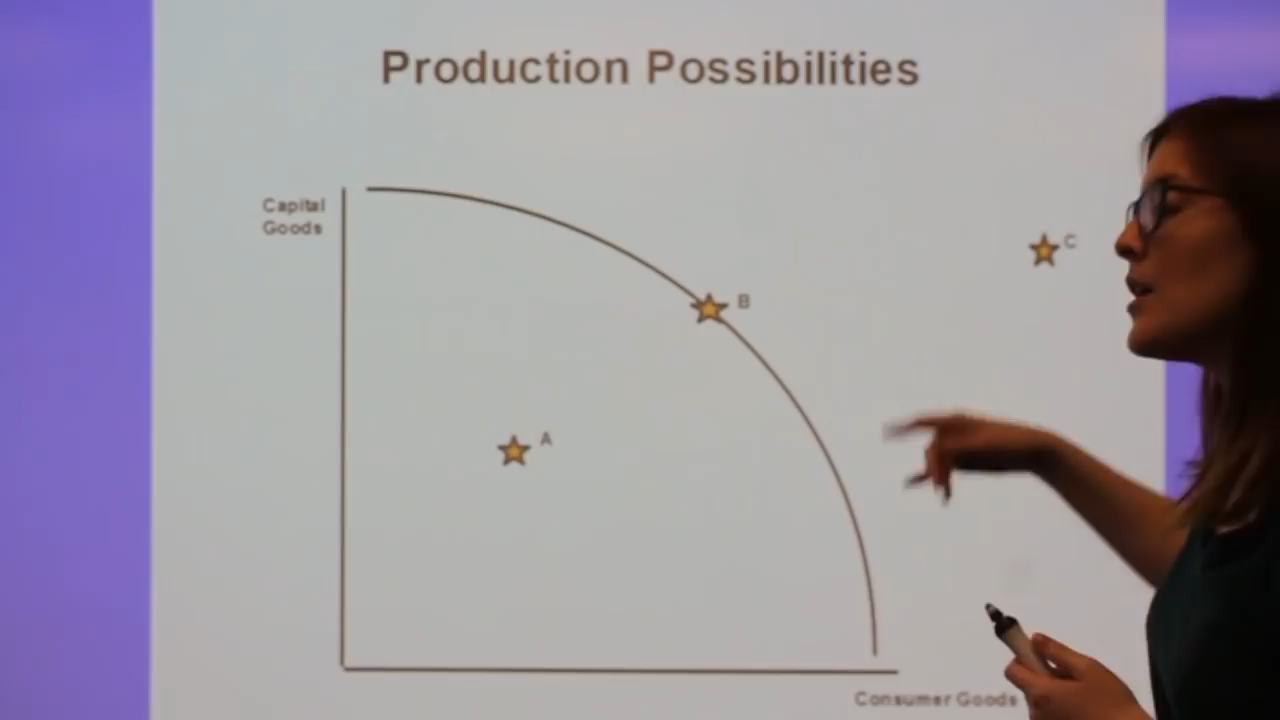 Production Possibilities
Capital
Goods
C
B
A
Consumer Goods